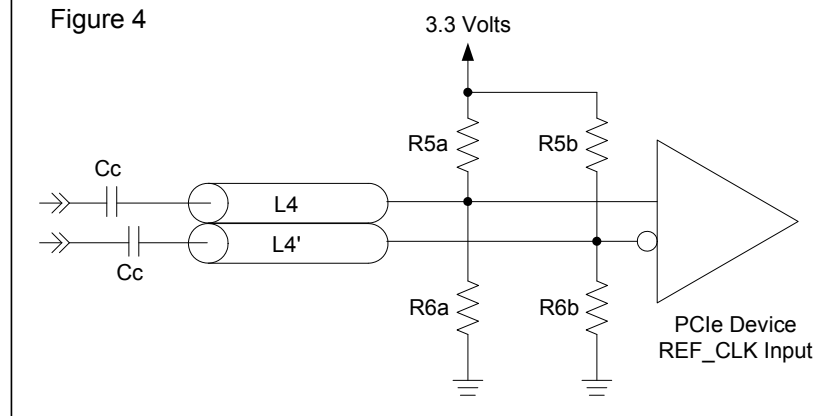 Figure 4
3.3 Volts
R5a
R5b
Cc
L4
L4'
Cc
R6a
R6b
PCIe Device
REF_CLK Input